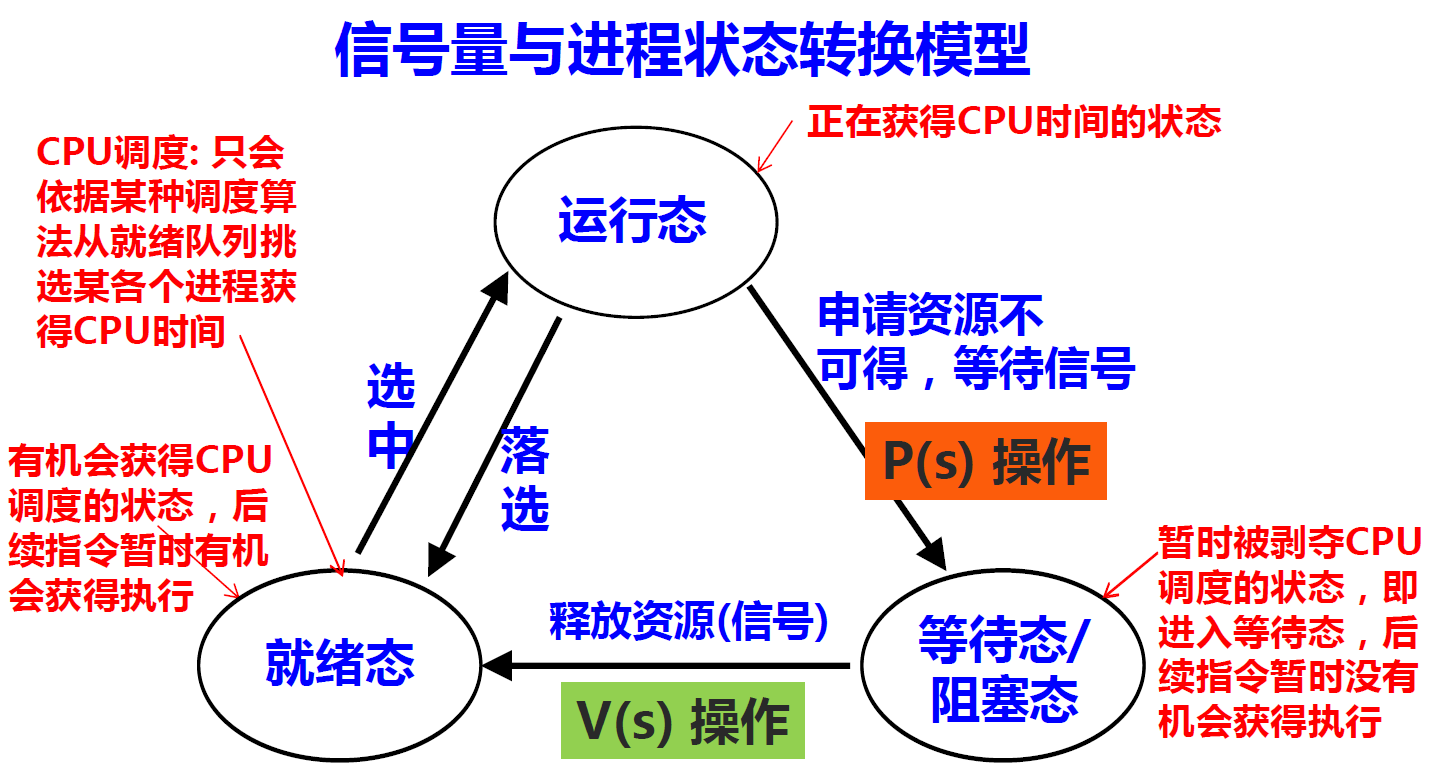 信号量与进程状态转换模型
正在获得CPU时间的状态
CPU调度: 只会
依据某种调度算
法从就绪队列挑
选某各个进程获
得CPU时间
运行态
申请资源不
可得，等待信号
选
中
落
选
P(s) 操作
有机会获得CPU
调度的状态，后
续指令暂时有机
会获得执行
暂时被剥夺CPU
调度的状态，即
进入等待态，后
续指令暂时没有
机会获得执行
就绪态
释放资源(信号)
V(s) 操作
等待态/
阻塞态